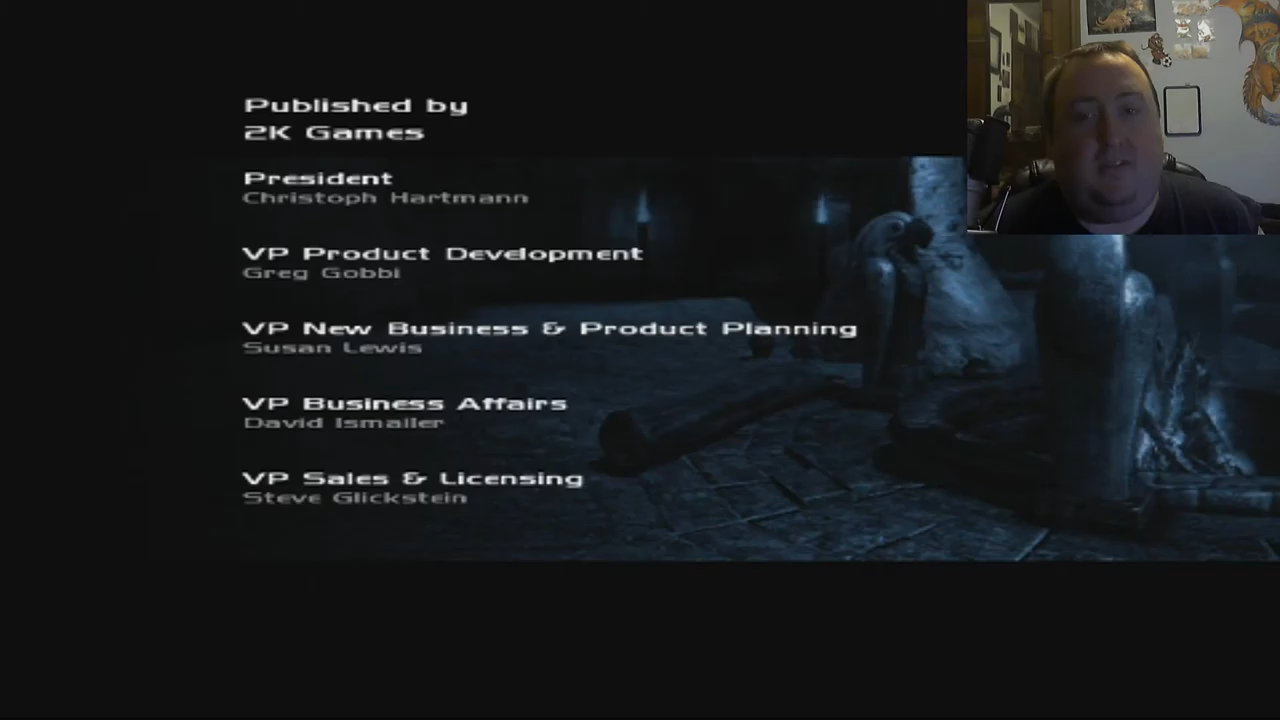 Published by
2K Games
President
Christoph Hartmann
VP Product Development
Greg Gobbi
VP New Business & Product Planning
Susan Lewis
VP Business Affairs
David Ismailer
VP Sales & Licensing
Steve Glickstein